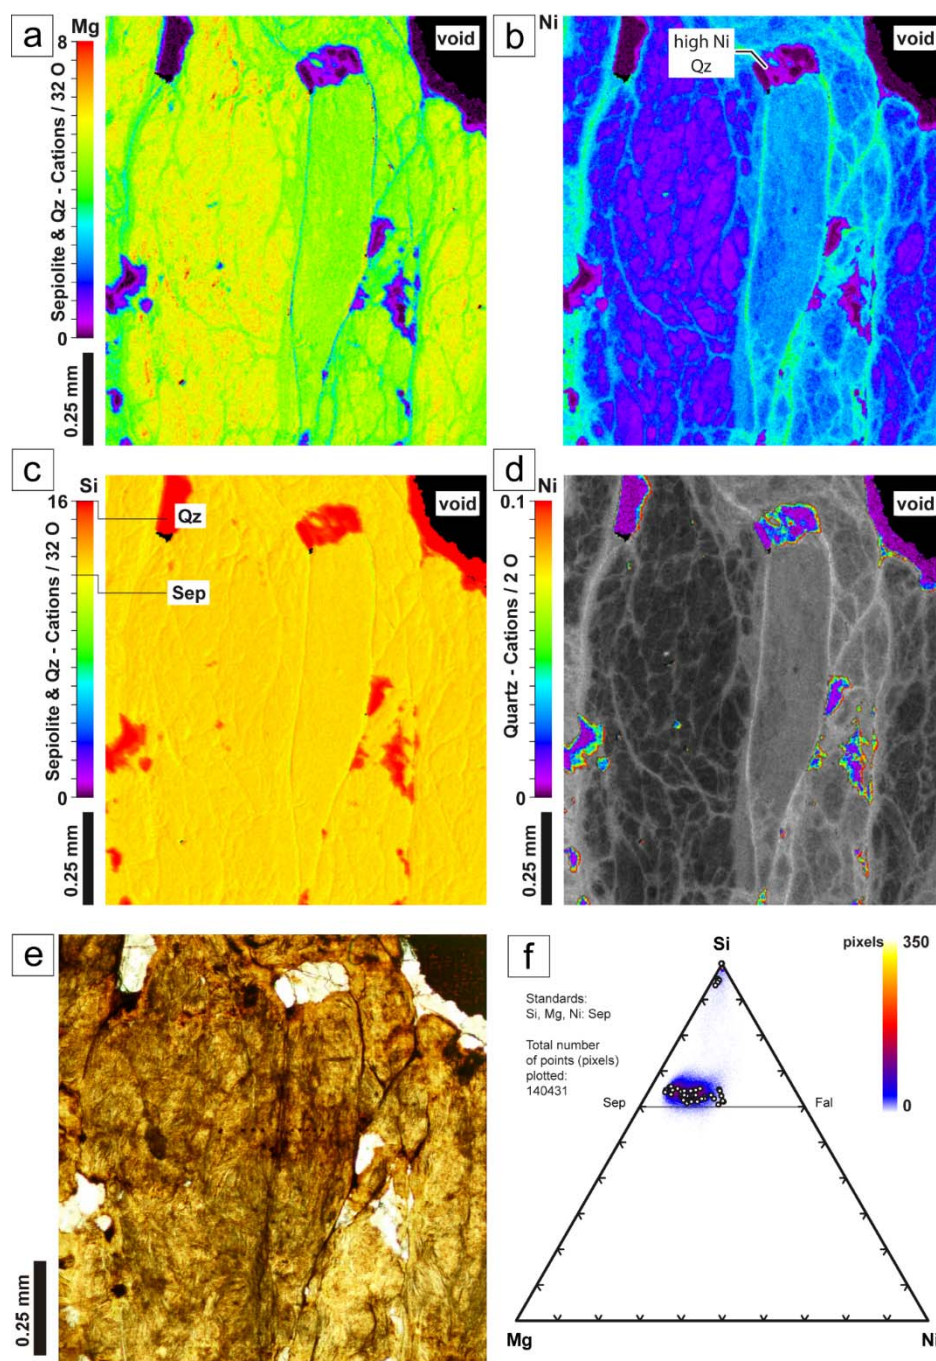 a
Mg
8
Sepiolite & Qz - Cations / 32 O
0
0.25 mm
void
b
Ni
high Ni
Qz
void
c
Si
16
Sepiolite & Qz - Cations / 32 O
0
0.25 mm
Qz
Sep
void
d
Ni
0.1
Quartz - Cations / 2 O
0
0.25 mm
void
e
0.25 mm
f
Si
pixels
350
0
Standards:
Si, Mg, Ni: Sep
Total number
of points (pixels)
plotted:
140431
Sep
Fal
Mg
Ni